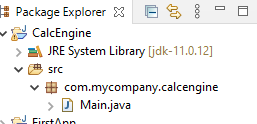 Package Explorer
CalcEngine
JRE System Library [jdk-11.0.12]
src
com.mycompany.calcengine
Main.java
FirstApp